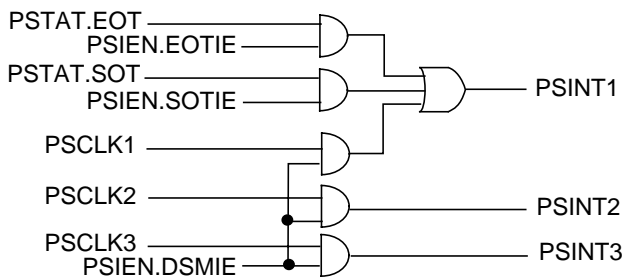 PSTAT.EOT
PSIEN.EOTIE
PSTAT.SOT
PSIEN.SOTIE
PSINT1
PSCLK1
PSCLK2
PSINT2
PSCLK3
PSIEN.DSMIE
PSINT3